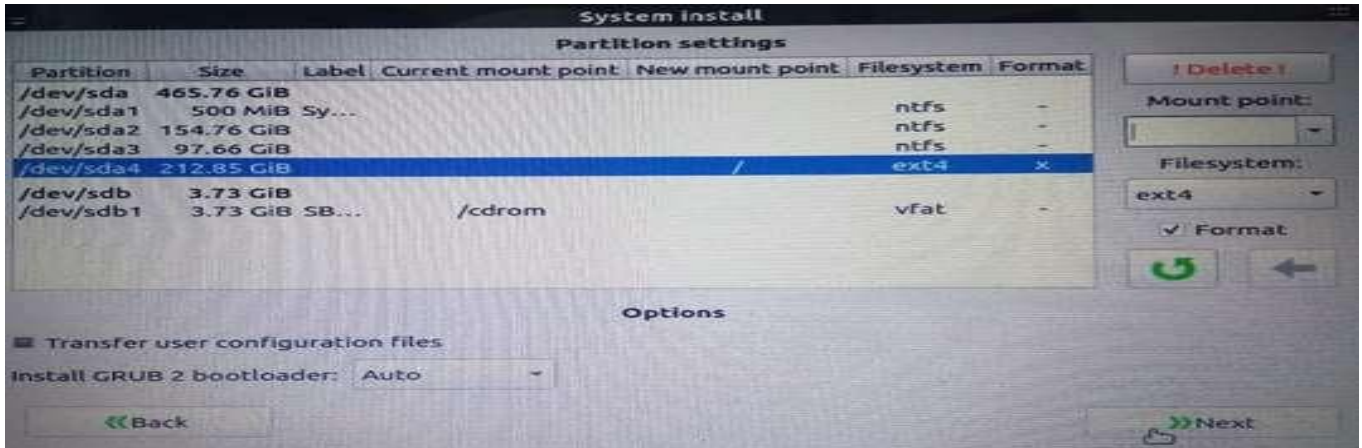 System install
Partition settings
Partition Size Label Current mount point New mount point Filesystem Format
/dev/sda 465.76 GiB
/dev/sda1 500 MiB Sy... ntfs -
/dev/sda2 154.76 GiB ntfs -
/dev/sda3 97.66 GiB ntfs -
/dev/sda4 212.85 GiB / ext4 x
/dev/sdb 3.73 GiB
/dev/sdb1 3.73 GiB SB... /cdrom vfat -
! Delete !
Mount point:
Filesystem:
ext4
Format
Options
Transfer user configuration files
Install GRUB 2 bootloader: Auto
Back
Next